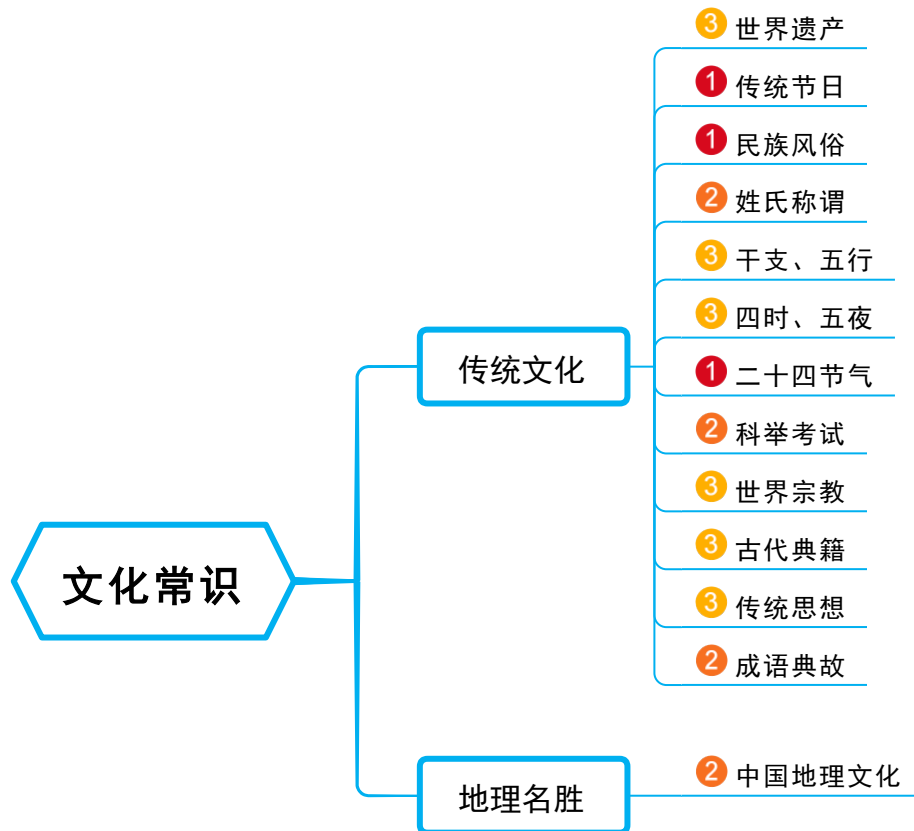 文化常识
传统文化
3 世界遗产
1 传统节日
1 民族风俗
2 姓氏称谓
3 干支、五行
3 四时、五夜
1 二十四节气
2 科举考试
3 世界宗教
3 古代典籍
3 传统思想
2 成语典故
地理名胜
2 中国地理文化